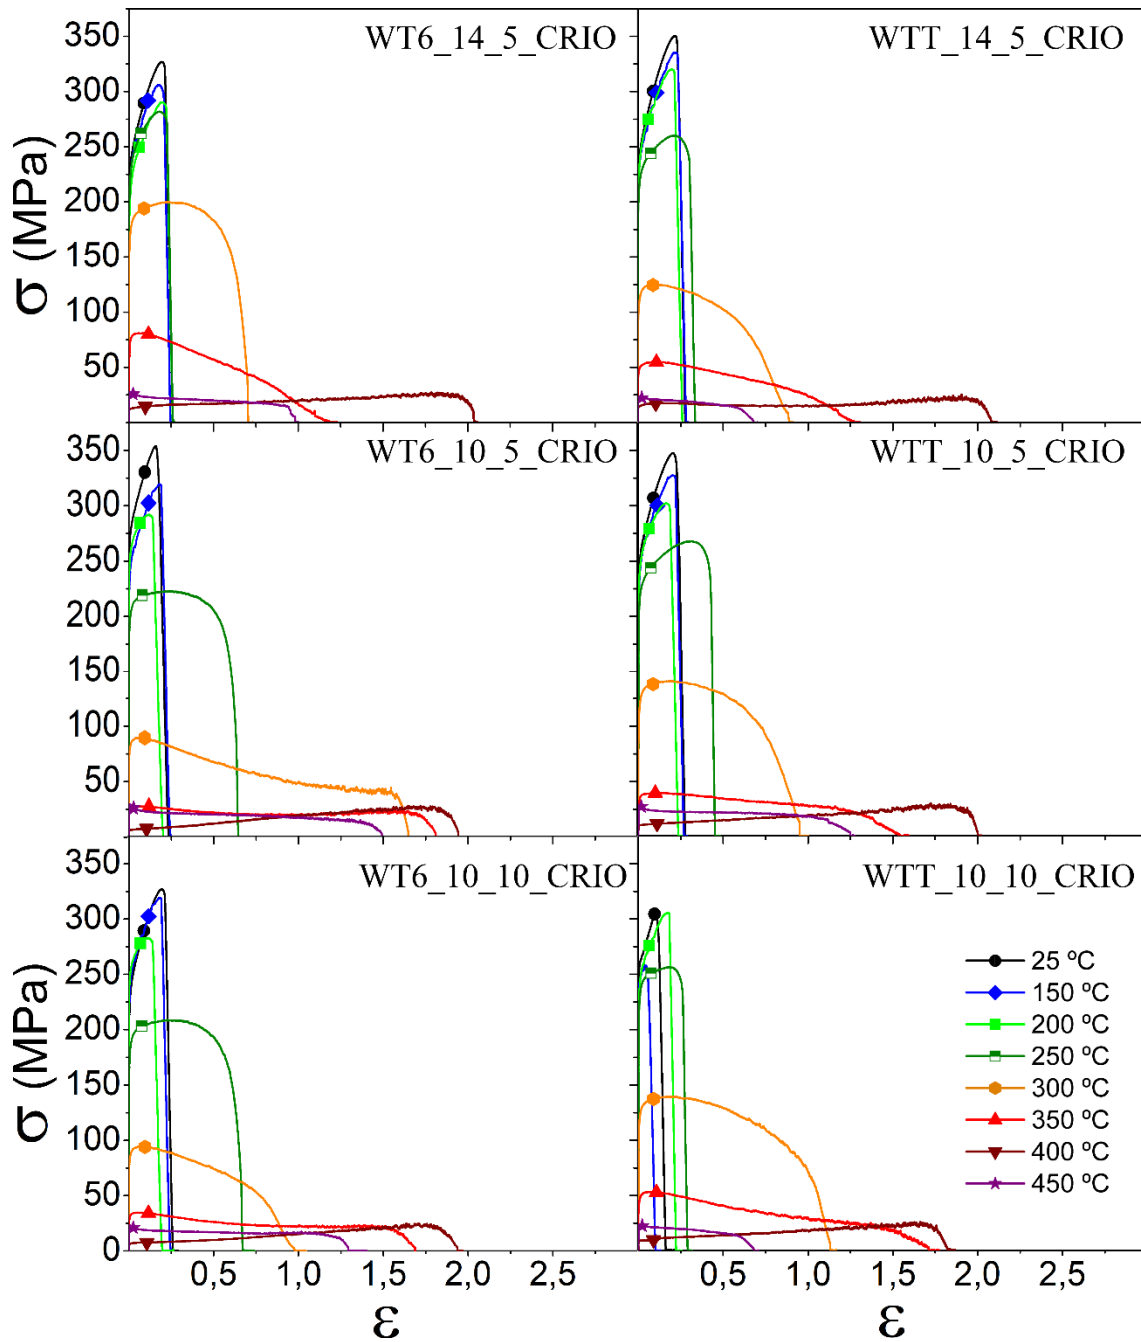 WT6_14_5_CRIO
WTT_14_5_CRIO
350
300
250
200
150
100
50
σ (MPa)
WT6_10_5_CRIO
WTT_10_5_CRIO
350
300
250
200
150
100
50
WT6_10_10_CRIO
WTT_10_10_CRIO
350
300
250
200
150
100
50
0
σ (MPa)
25 ºC
150 ºC
200 ºC
250 ºC
300 ºC
350 ºC
400 ºC
450 ºC
0,5 1,0 1,5 2,0 2,5
0,5 1,0 1,5 2,0 2,5
ε
ε